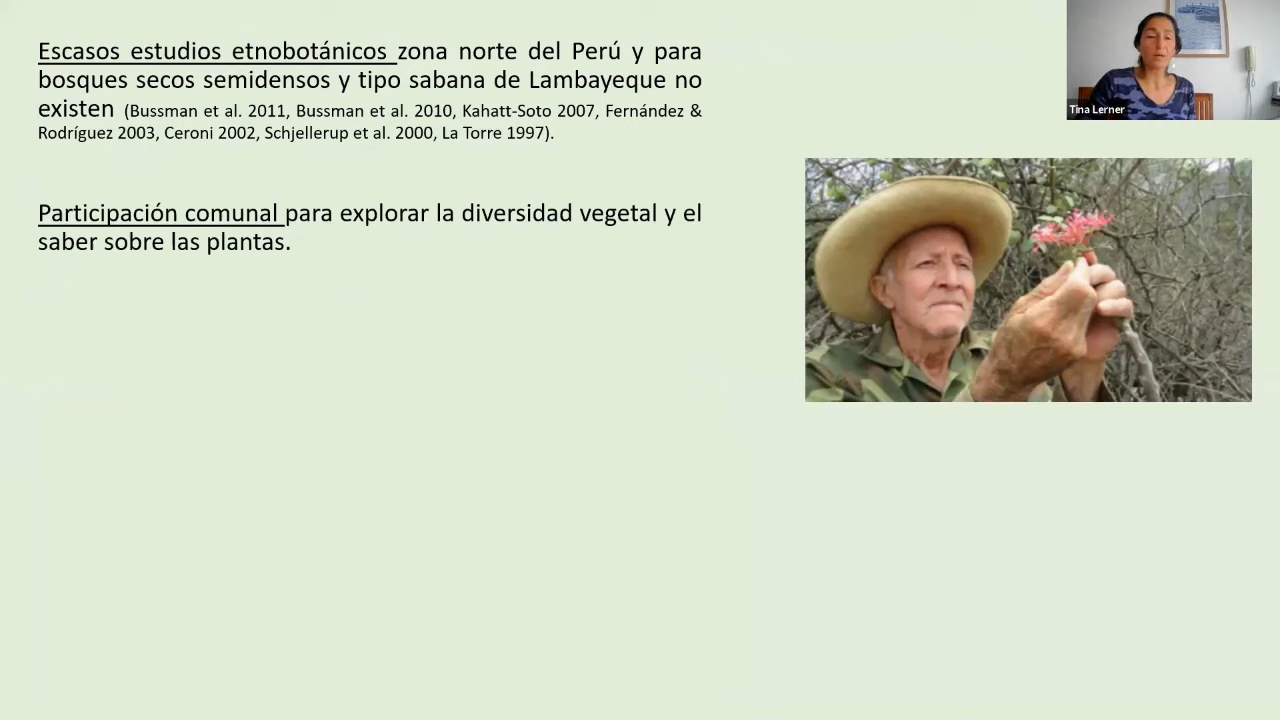 Escasos estudios etnobotánicos zona norte del Perú y para
bosques secos semidensos y tipo sabana de Lambayeque no
existen (Bussman et al. 2011, Bussman et al. 2010, Kahatt-Soto 2007, Fernández &
Rodríguez 2003, Ceroni 2002, Schjellerup et al. 2000, La Torre 1997).
Participación comunal para explorar la diversidad vegetal y el
saber sobre las plantas.
Tina Lerner